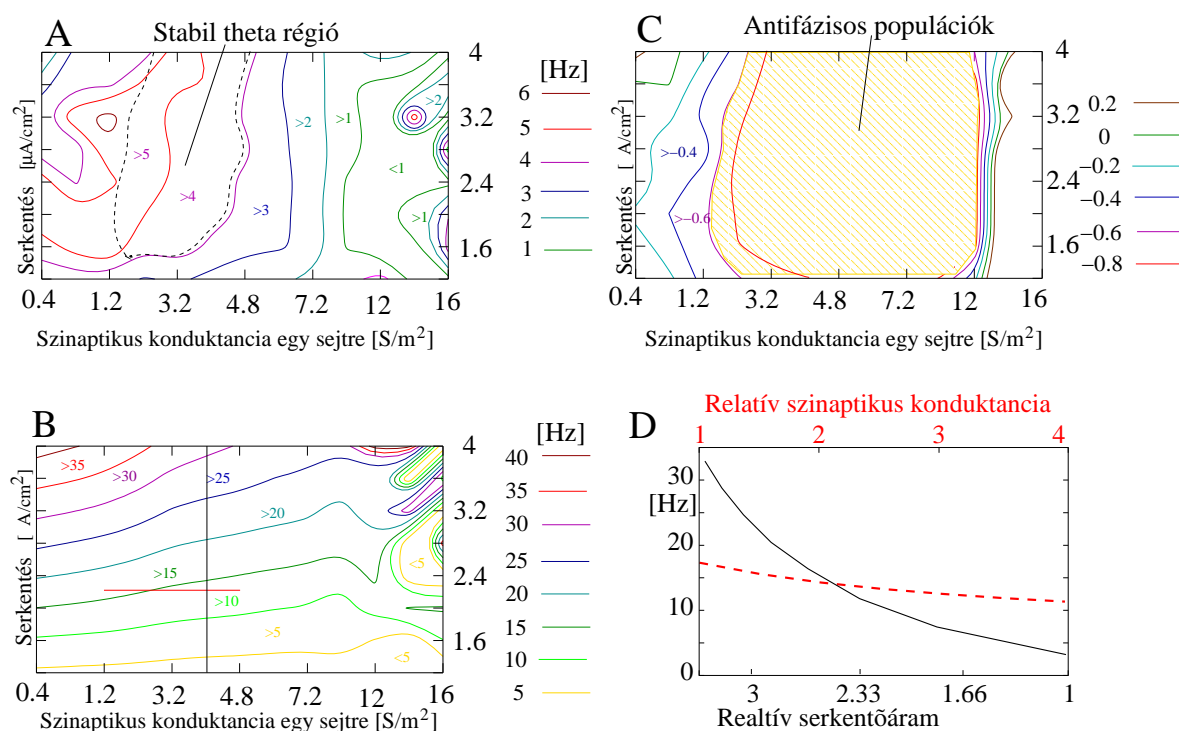 A
Stabil theta régió
[Hz]
4
3.2
2.4
1.6
Serkentés [µA/cm²]
>5
>4
>3
>2
>1
<1
>1
>2
6
5
4
3
2
1
0.4 1.2 3.2 4.8 7.2 12 16
Szinaptikus konduktancia egy sejtre [S/m²]
C
Antifázisos populációk
4
3.2
2.4
1.6
Serkentés [ A/cm²]
>−0.4
>−0.6
0.2
0
−0.2
−0.4
−0.6
−0.8
0.4 1.2 3.2 4.8 7.2 12 16
Szinaptikus konduktancia egy sejtre [S/m²]
B
[Hz]
4
3.2
2.4
1.6
Serkentés [ A/cm²]
>35
>30
>25
>20
>15
>10
>5
<5
<5
40
35
30
25
20
15
10
5
0.4 1.2 3.2 4.8 7.2 12 16
Szinaptikus konduktancia egy sejtre [S/m²]
D
Relatív szinaptikus konduktancia
1 2 3 4
30
[Hz]
20
10
0
3 2.33 1.66 1
Realtív serkentõáram